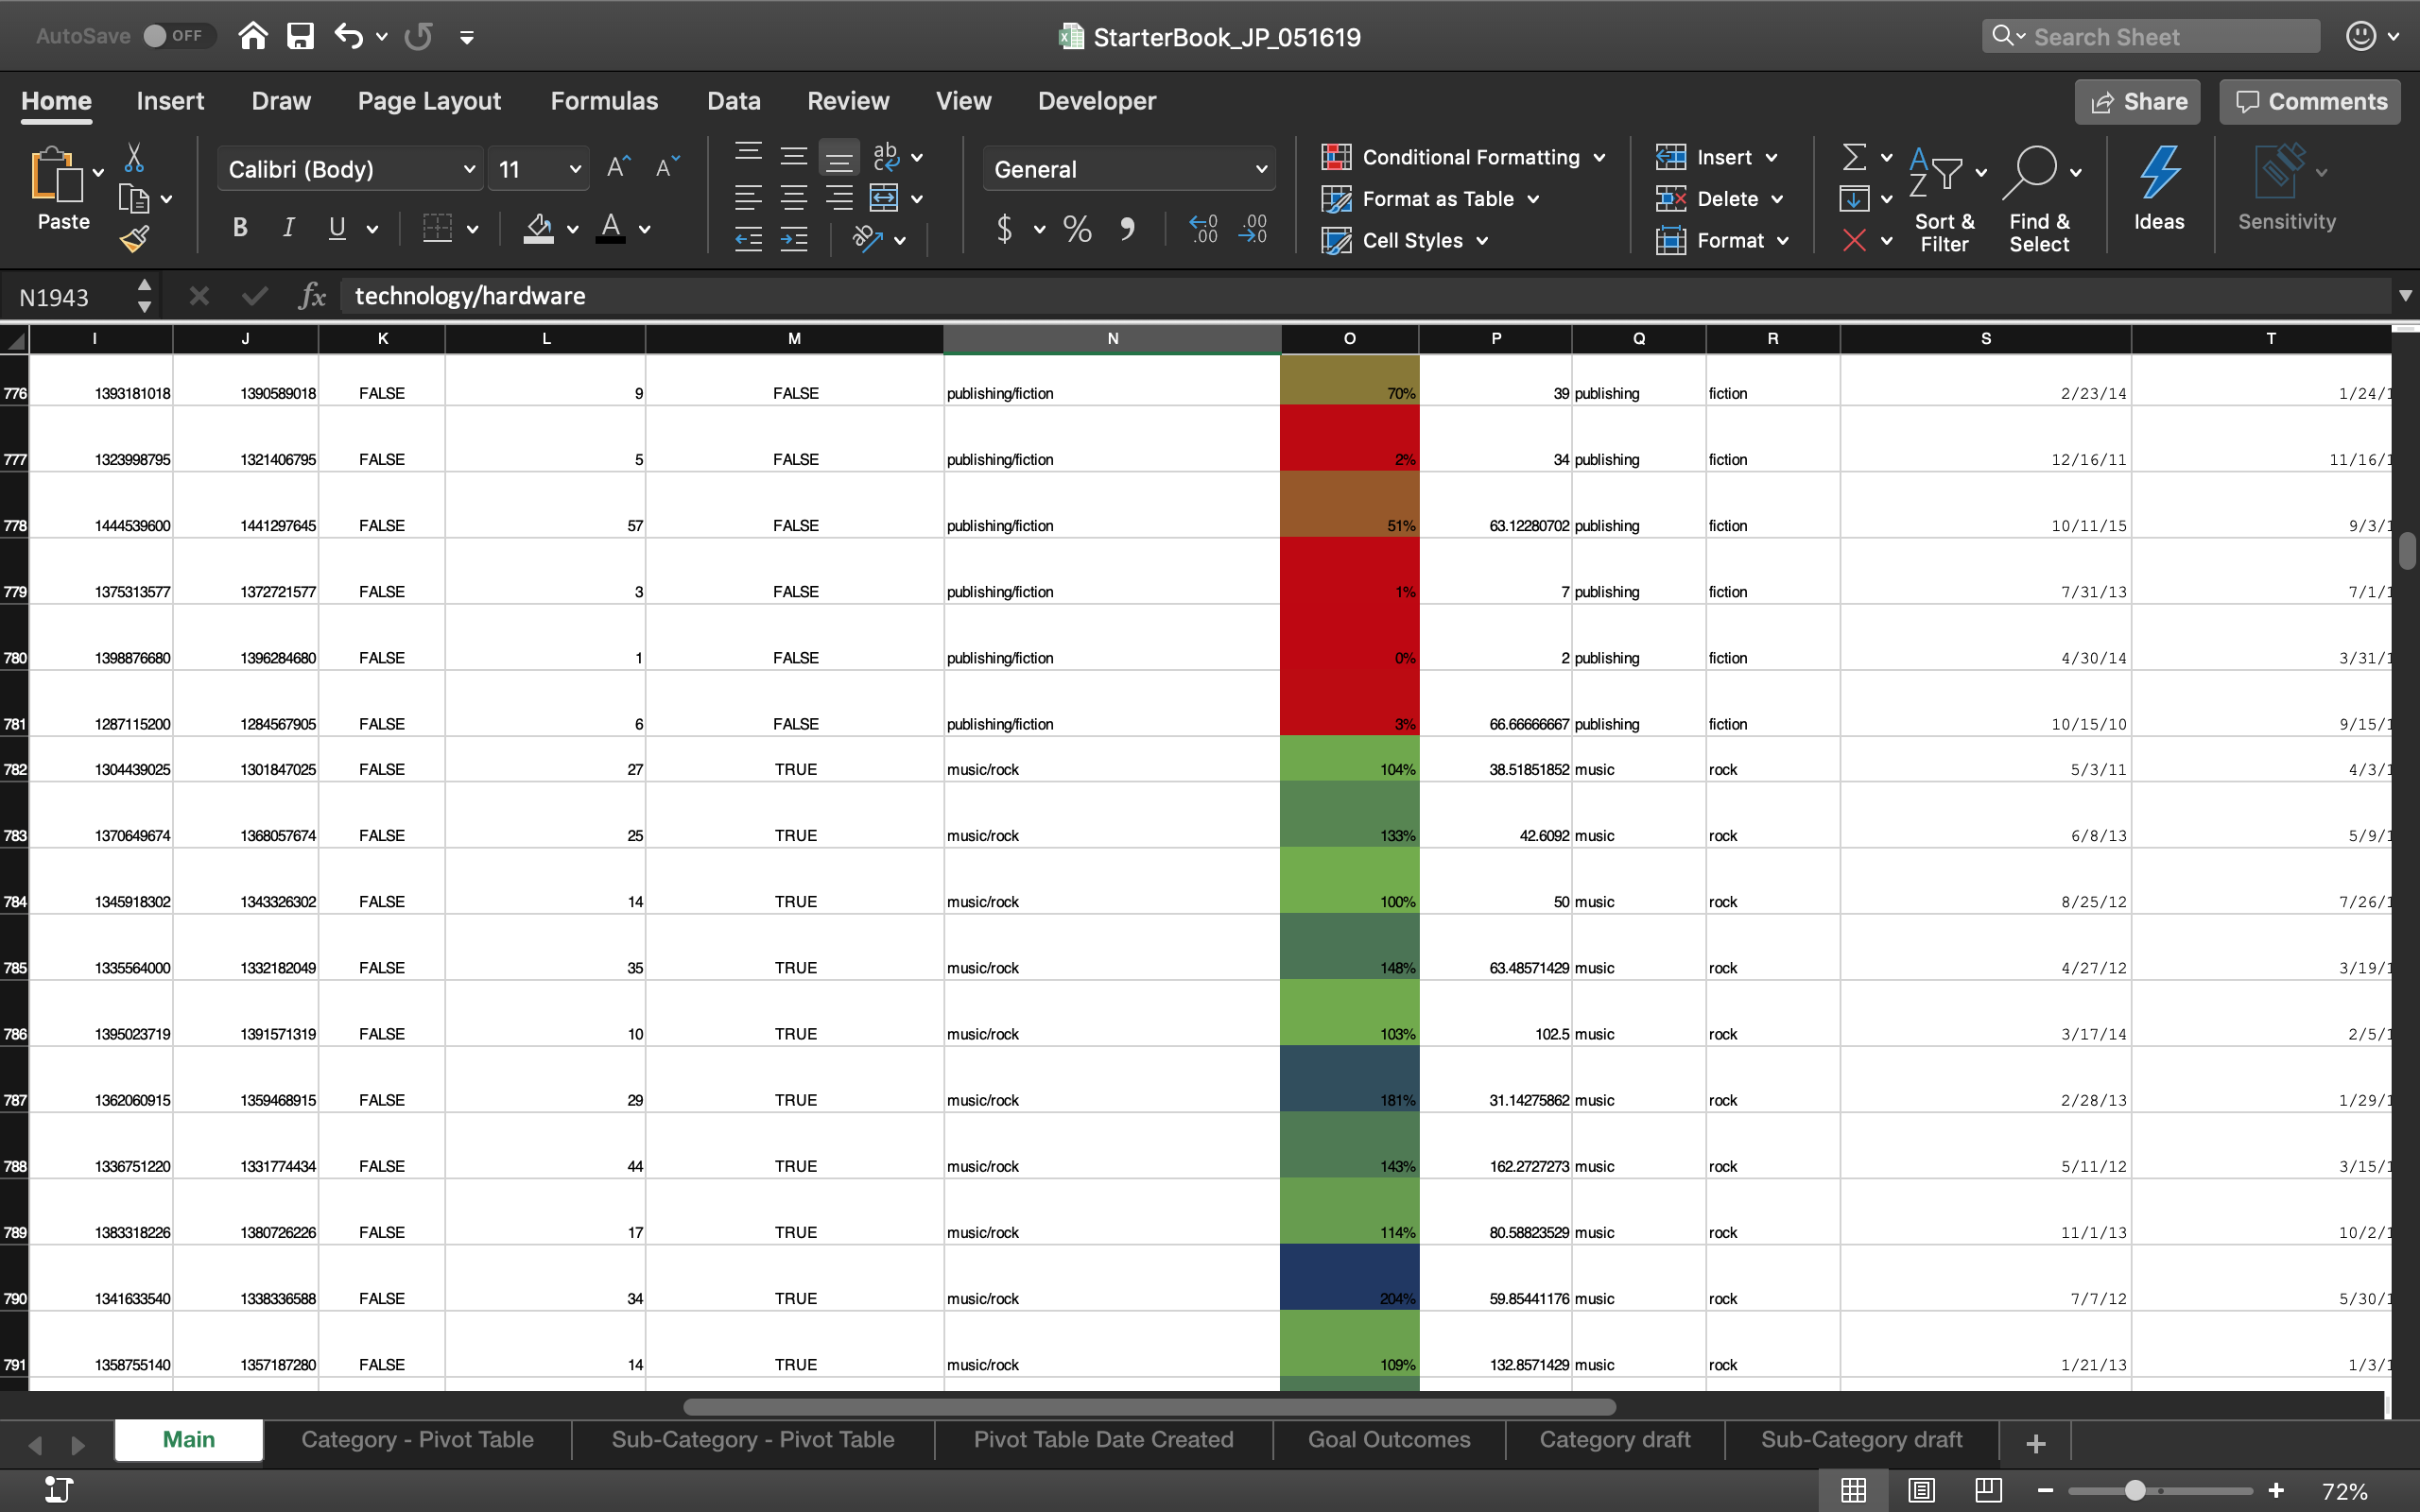 AutoSave OFF StarterBook_JP_051619 Search Sheet
Home Insert Draw Page Layout Formulas Data Review View Developer Share Comments
Paste Calibri (Body) 11 General Conditional Formatting Format as Table Cell Styles Insert Delete Format Sort & Filter Find & Select Ideas Sensitivity
N1943 fx technology/hardware
I J K L M N O P Q R S T
776 1393181018 1390589018 FALSE 9 FALSE publishing/fiction 70% 39 publishing fiction 2/23/14 1/24/1
777 1323998795 1321406795 FALSE 5 FALSE publishing/fiction 2% 34 publishing fiction 12/16/11 11/16/1
778 1444539600 1441297645 FALSE 57 FALSE publishing/fiction 51% 63.12280702 publishing fiction 10/11/15 9/3/1
779 1375313577 1372721577 FALSE 3 FALSE publishing/fiction 1% 7 publishing fiction 7/31/13 7/1/1
780 1398876680 1396284680 FALSE 1 FALSE publishing/fiction 0% 2 publishing fiction 4/30/14 3/31/1
781 1287115200 1284567905 FALSE 6 FALSE publishing/fiction 3% 66.66666667 publishing fiction 10/15/10 9/15/1
782 1304439025 1301847025 FALSE 27 TRUE music/rock 104% 38.51851852 music rock 5/3/11 4/3/1
783 1370649674 1368057674 FALSE 25 TRUE music/rock 133% 42.6092 music rock 6/8/13 5/9/1
784 1345918302 1343326302 FALSE 14 TRUE music/rock 100% 50 music rock 8/25/12 7/26/1
785 1335564000 1332182049 FALSE 35 TRUE music/rock 148% 63.48571429 music rock 4/27/12 3/19/1
786 1395023719 1391571319 FALSE 10 TRUE music/rock 103% 102.5 music rock 3/17/14 2/5/1
787 1362060915 1359468915 FALSE 29 TRUE music/rock 181% 31.14275862 music rock 2/28/13 1/29/1
788 1336751220 1331774434 FALSE 44 TRUE music/rock 143% 162.2727273 music rock 5/11/12 3/15/1
789 1383318226 1380726226 FALSE 17 TRUE music/rock 114% 80.58823529 music rock 11/1/13 10/2/1
790 1341633540 1338336588 FALSE 34 TRUE music/rock 204% 59.85441176 music rock 7/7/12 5/30/1
791 1358755140 1357187280 FALSE 14 TRUE music/rock 109% 132.8571429 music rock 1/21/13 1/3/1
Main Category - Pivot Table Sub-Category - Pivot Table Pivot Table Date Created Goal Outcomes Category draft Sub-Category draft +
72%